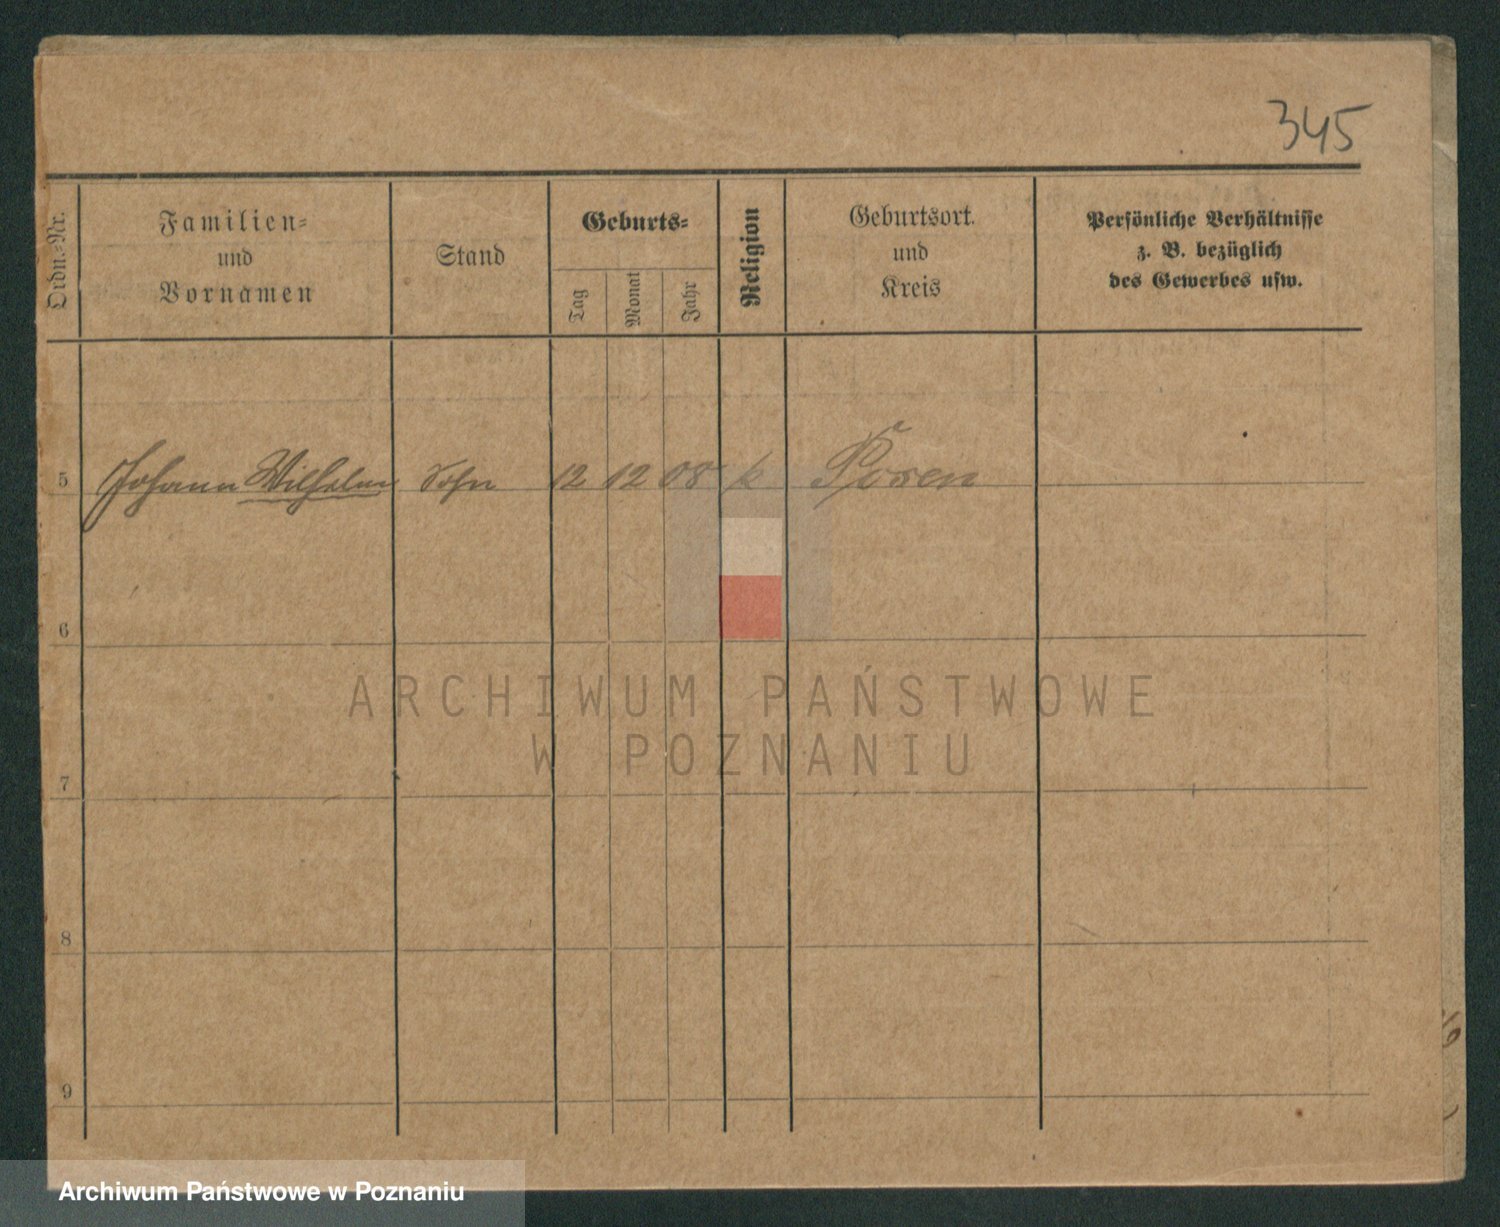 345
Ordn.-Nr.
Familien-
und
Vornamen
Stand
Geburts-
Tag
Monat
Jahr
Religion
Geburtsort
und
Kreis
Persönliche Verhältnisse
z. B. bezüglich
des Gewerbes usw.
5 Johann Wilhelm Sohn 12 12 08 k Posen
6
ARCHIWUM PAŃSTWOWE
W POZNANIU
7
8
9
Archiwum Państwowe w Poznaniu